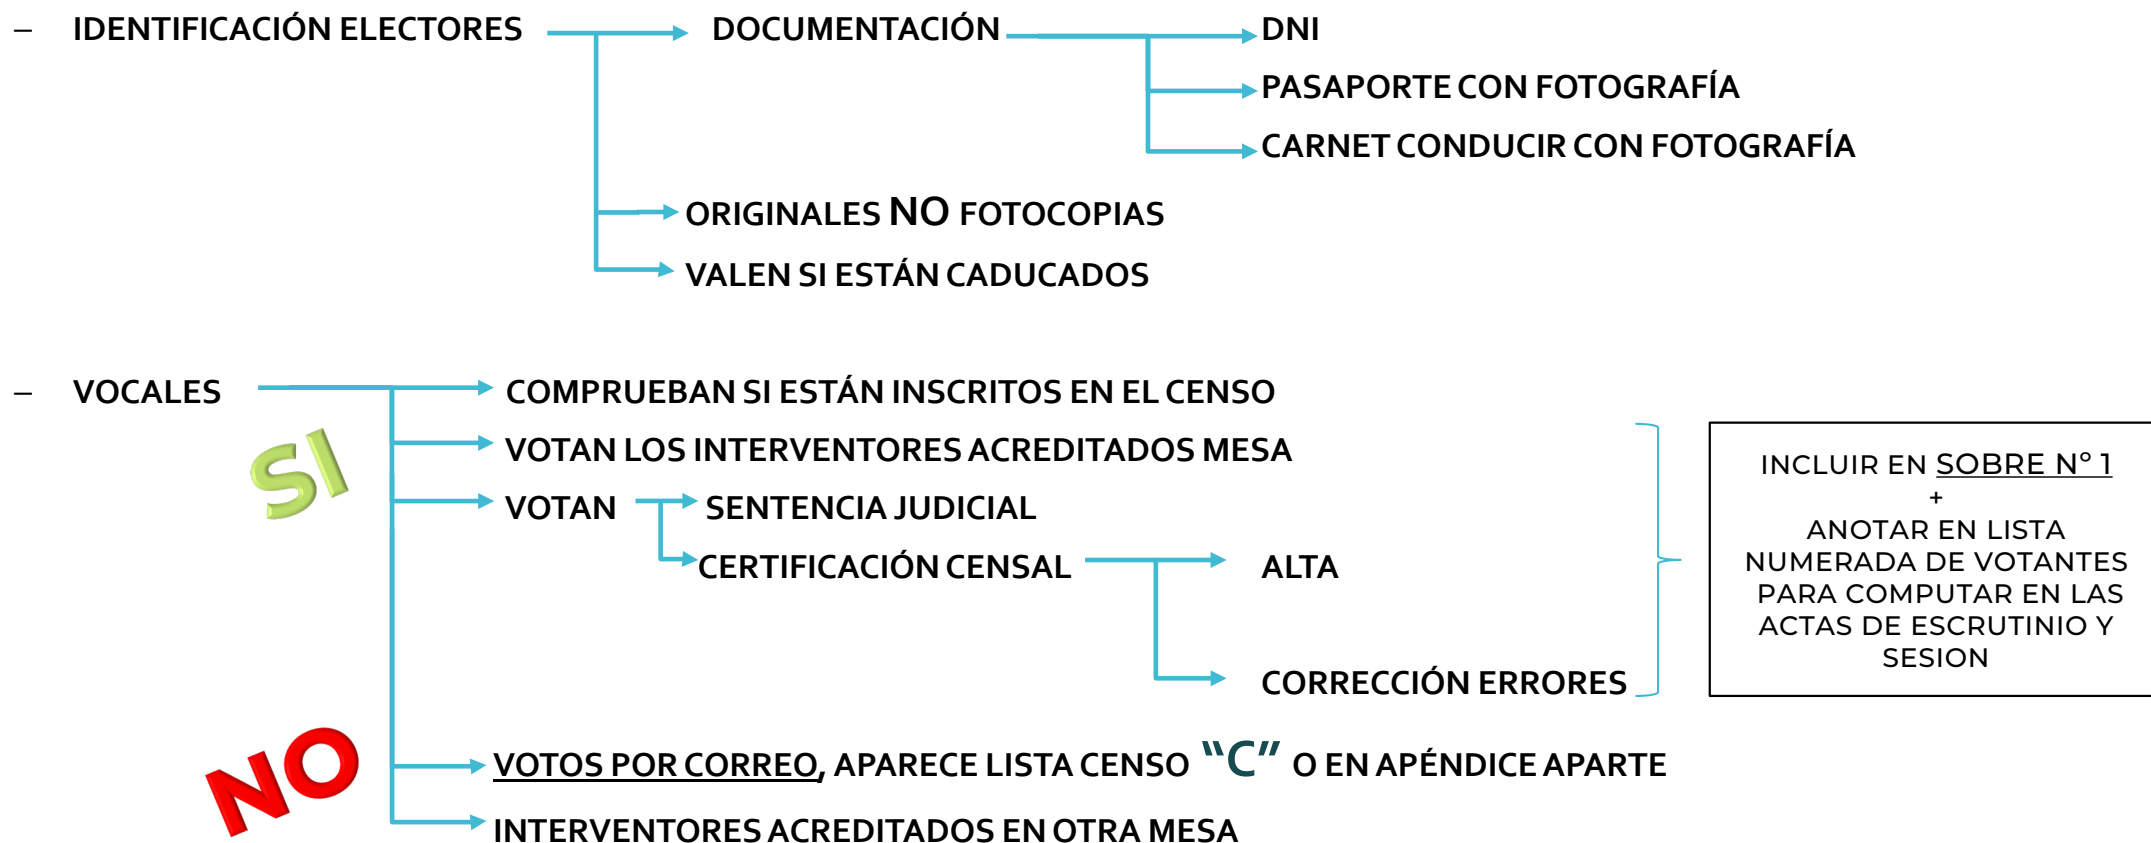 – IDENTIFICACIÓN ELECTORES
DOCUMENTACIÓN
DNI
PASAPORTE CON FOTOGRAFÍA
CARNET CONDUCIR CON FOTOGRAFÍA
ORIGINALES NO FOTOCOPIAS
VALEN SI ESTÁN CADUCADOS
– VOCALES
SI
COMPRUEBAN SI ESTÁN INSCRITOS EN EL CENSO
VOTAN LOS INTERVENTORES ACREDITADOS MESA
VOTAN
SENTENCIA JUDICIAL
CERTIFICACIÓN CENSAL
ALTA
CORRECCIÓN ERRORES
INCLUIR EN SOBRE Nº 1
+
ANOTAR EN LISTA
NUMERADA DE VOTANTES
PARA COMPUTAR EN LAS
ACTAS DE ESCRUTINIO Y
SESION
NO
VOTOS POR CORREO, APARECE LISTA CENSO “C” O EN APÉNDICE APARTE
INTERVENTORES ACREDITADOS EN OTRA MESA